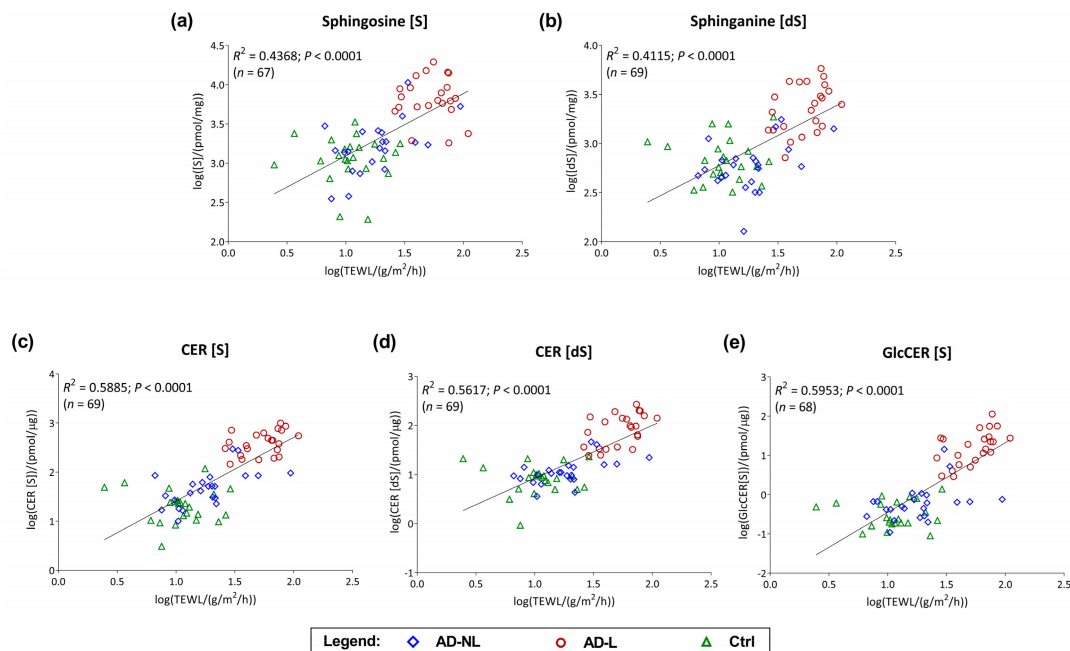 (a)
Sphingosine [S]
R² = 0.4368; P < 0.0001
(n = 67)
log([S]/(pmol/mg))
4.5
4.0
3.5
3.0
2.5
2.0
0.0 0.5 1.0 1.5 2.0 2.5
log(TEWL/(g/m²/h))
(b)
Sphinganine [dS]
R² = 0.4115; P < 0.0001
(n = 69)
log([dS]/(pmol/mg))
4.0
3.5
3.0
2.5
2.0
0.0 0.5 1.0 1.5 2.0 2.5
log(TEWL/(g/m²/h))
(c)
CER [S]
R² = 0.5885; P < 0.0001
(n = 69)
log(CER [S])/(pmol/µg))
4
3
2
1
0
0.0 0.5 1.0 1.5 2.0 2.5
log(TEWL/(g/m²/h))
(d)
CER [dS]
R² = 0.5617; P < 0.0001
(n = 69)
log(CER [dS]/(pmol/µg))
3
2
1
0
-1
0.0 0.5 1.0 1.5 2.0 2.5
log(TEWL/(g/m²/h))
(e)
GlcCER [S]
R² = 0.5953; P < 0.0001
(n = 68)
log(GlcCER[S])/(pmol/µg))
3
2
1
0
-1
-2
0.0 0.5 1.0 1.5 2.0 2.5
log(TEWL/(g/m²/h))
Legend: AD-NL AD-L Ctrl